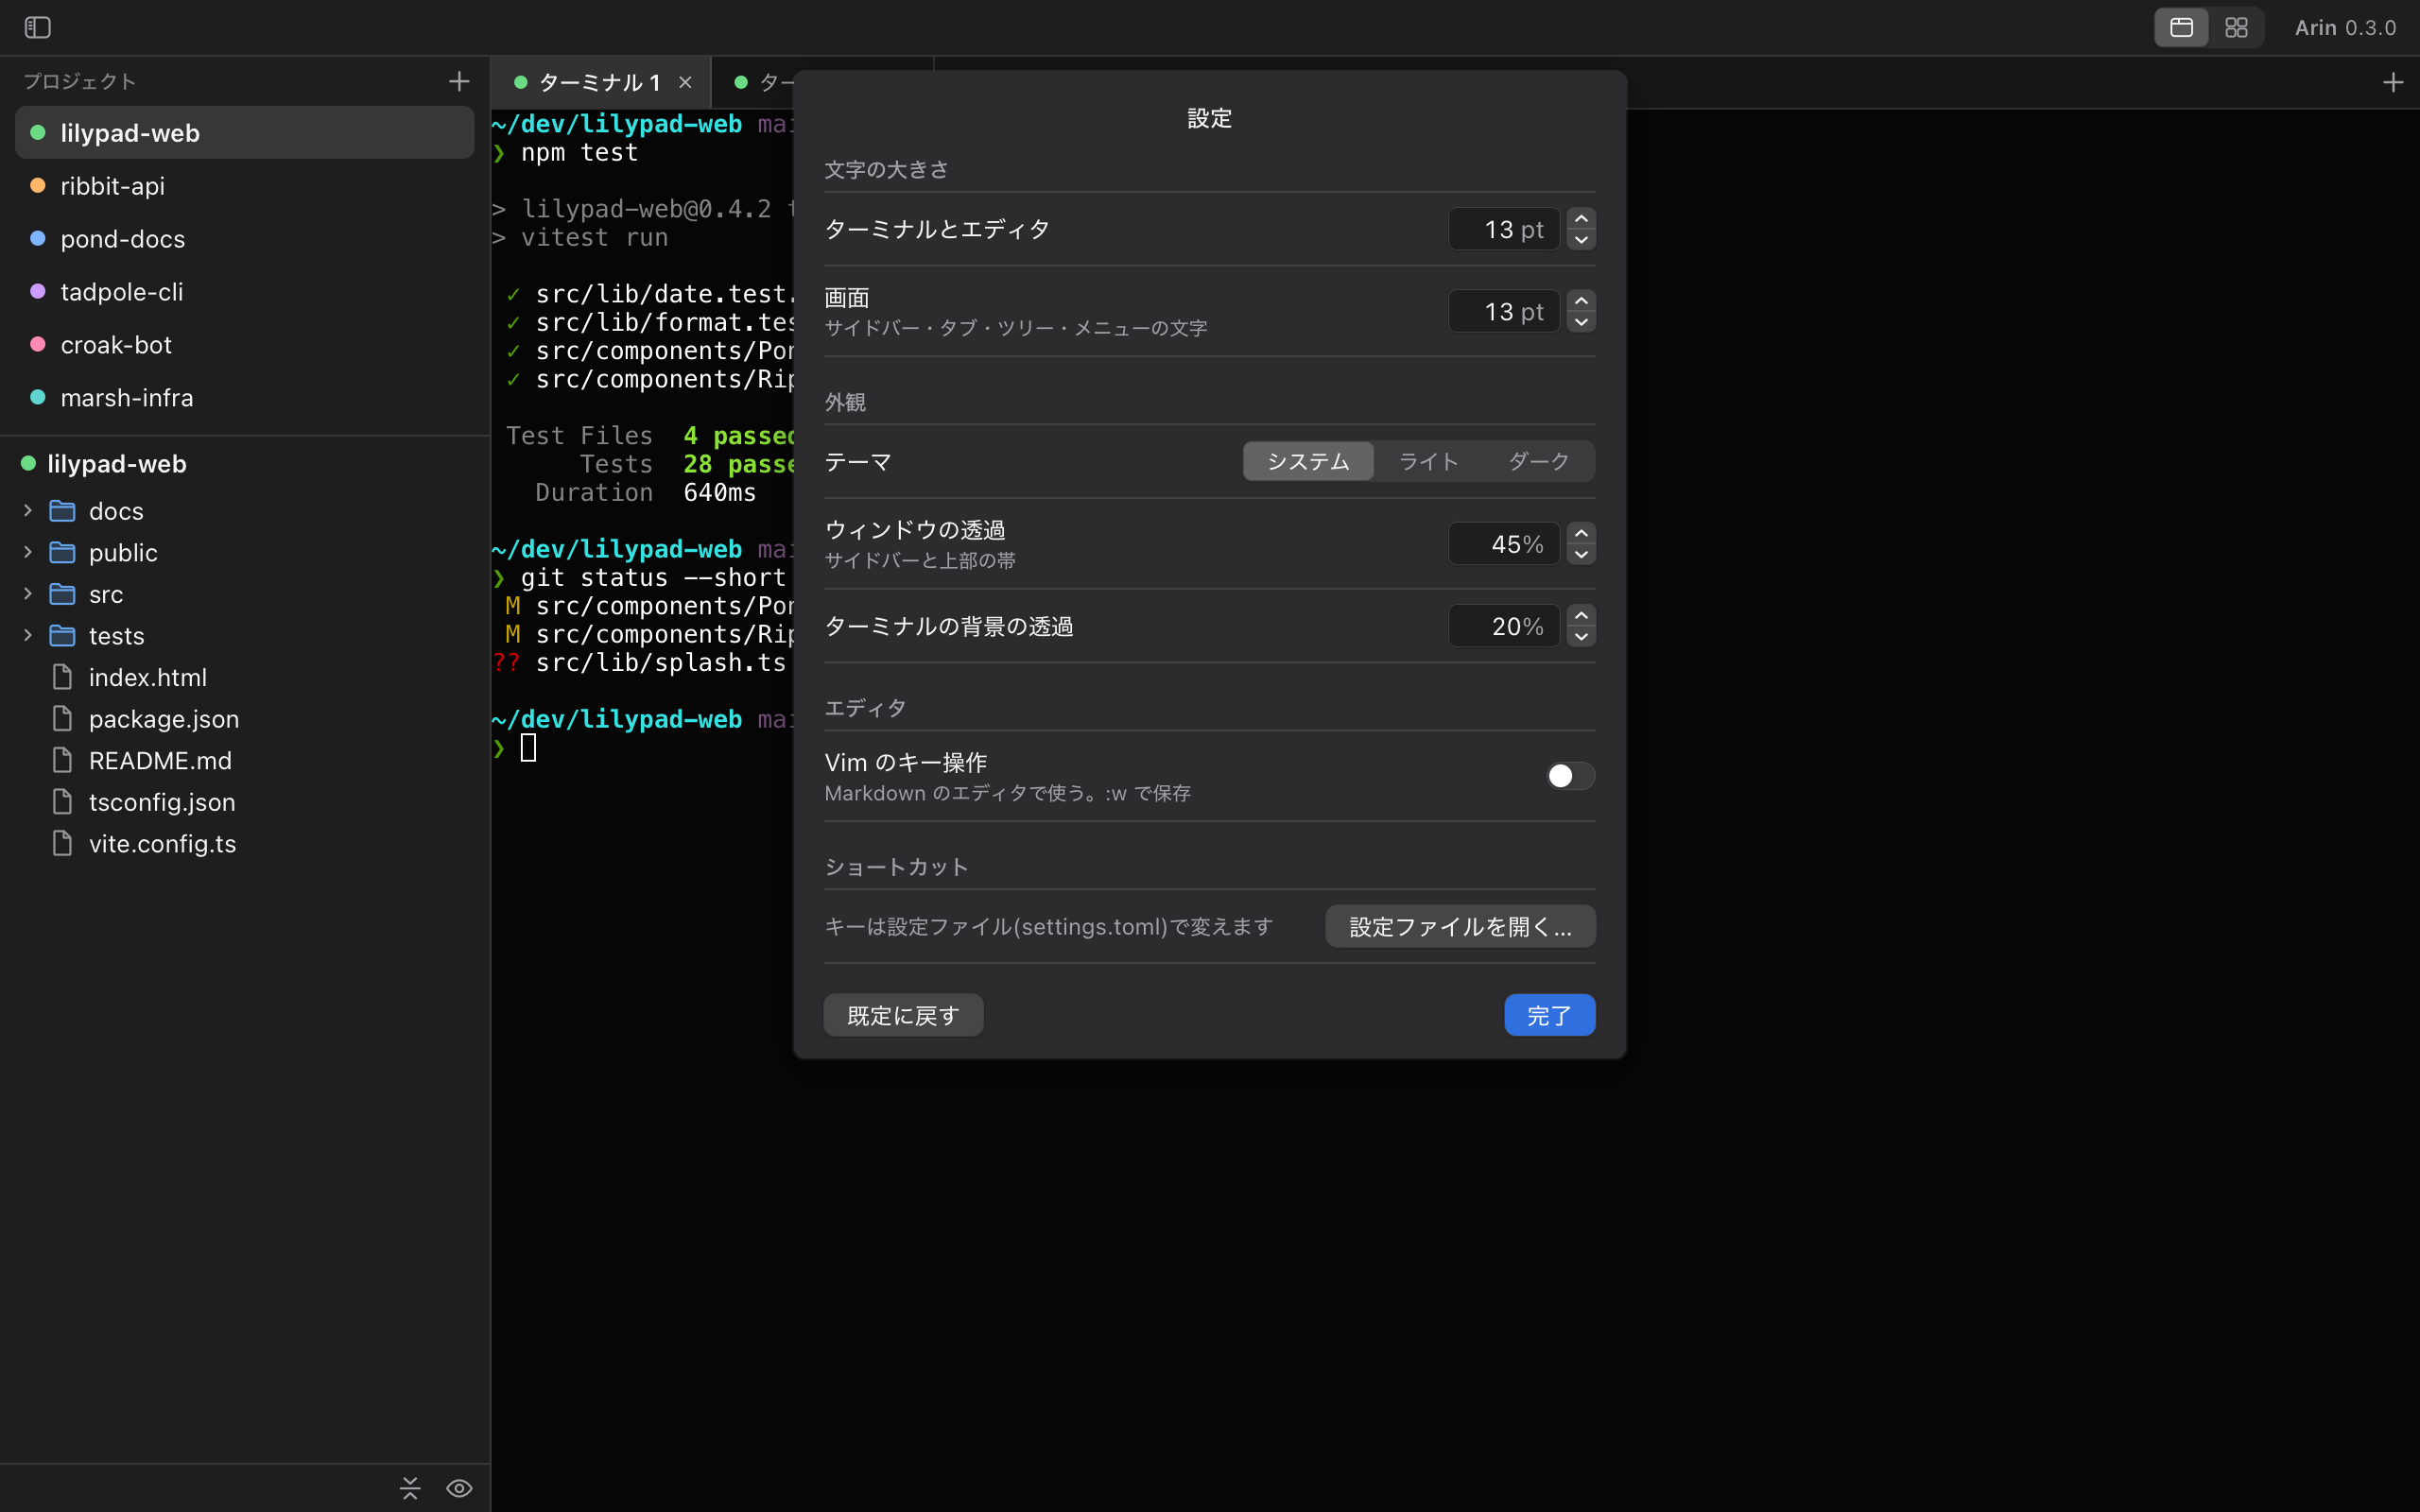 Arin 0.3.0
プロジェクト
lilypad-web
ribbit-api
pond-docs
tadpole-cli
croak-bot
marsh-infra
lilypad-web
docs
public
src
tests
index.html
package.json
README.md
tsconfig.json
vite.config.ts
ターミナル 1
ター
~/dev/lilypad-web mai
❯ npm test
> lilypad-web@0.4.2 t
> vitest run
✓ src/lib/date.test.
✓ src/lib/format.tes
✓ src/components/Pon
✓ src/components/Rip
Test Files 4 passed
Tests 28 passe
Duration 640ms
~/dev/lilypad-web mai
❯ git status --short
M src/components/Pon
M src/components/Rip
?? src/lib/splash.ts
~/dev/lilypad-web mai
❯
設定
文字の大きさ
ターミナルとエディタ 13 pt
画面 13 pt
サイドバー・タブ・ツリー・メニューの文字
外観
テーマ システム ライト ダーク
ウィンドウの透過 45%
サイドバーと上部の帯
ターミナルの背景の透過 20%
エディタ
Vim のキー操作
Markdown のエディタで使う。:w で保存
ショートカット
キーは設定ファイル(settings.toml)で変えます 設定ファイルを開く...
既定に戻す 完了